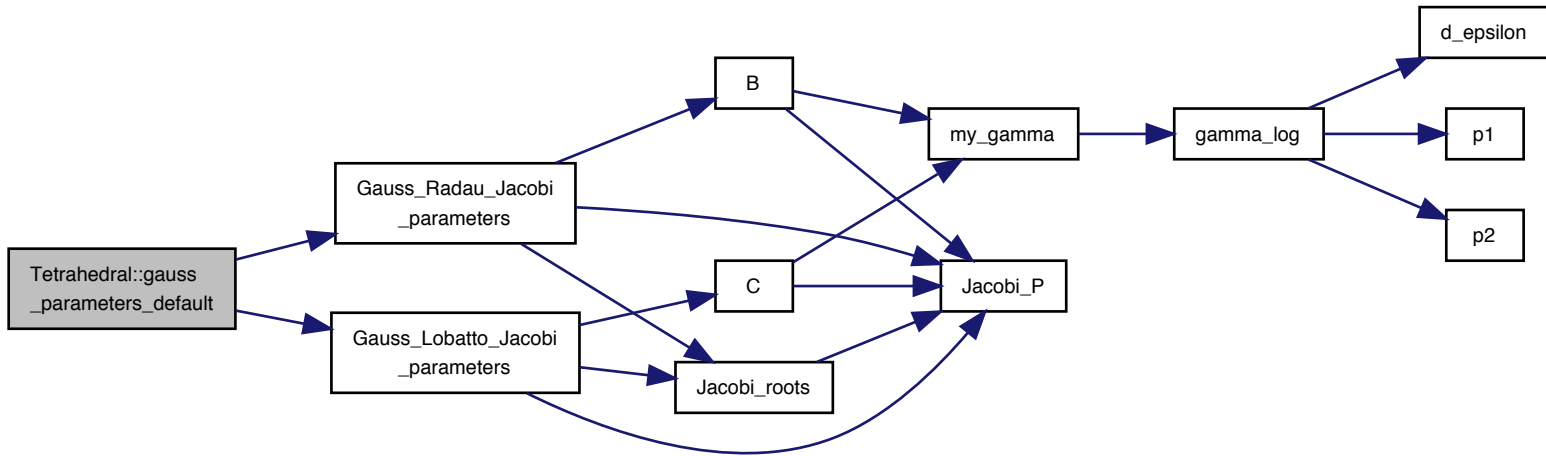 Tetrahedral::gauss
_parameters_default
Gauss_Radau_Jacobi
_parameters
Gauss_Lobatto_Jacobi
_parameters
B
C
Jacobi_roots
my_gamma
Jacobi_P
gamma_log
d_epsilon
p1
p2